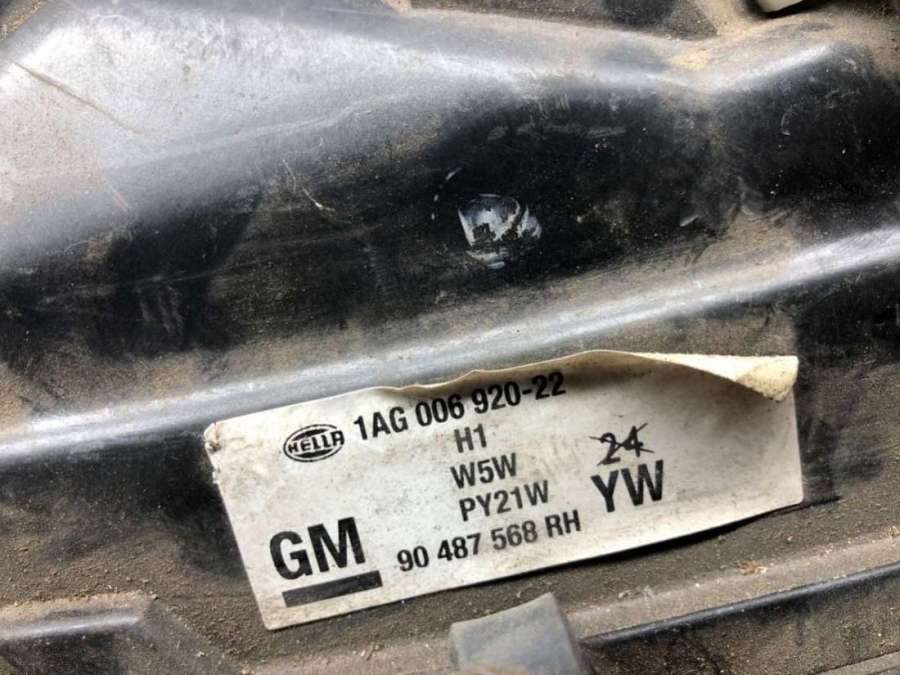 HELLA 1AG 006 920-22
H1
W5W
PY21W
24
YW
GM
90 487 568 RH